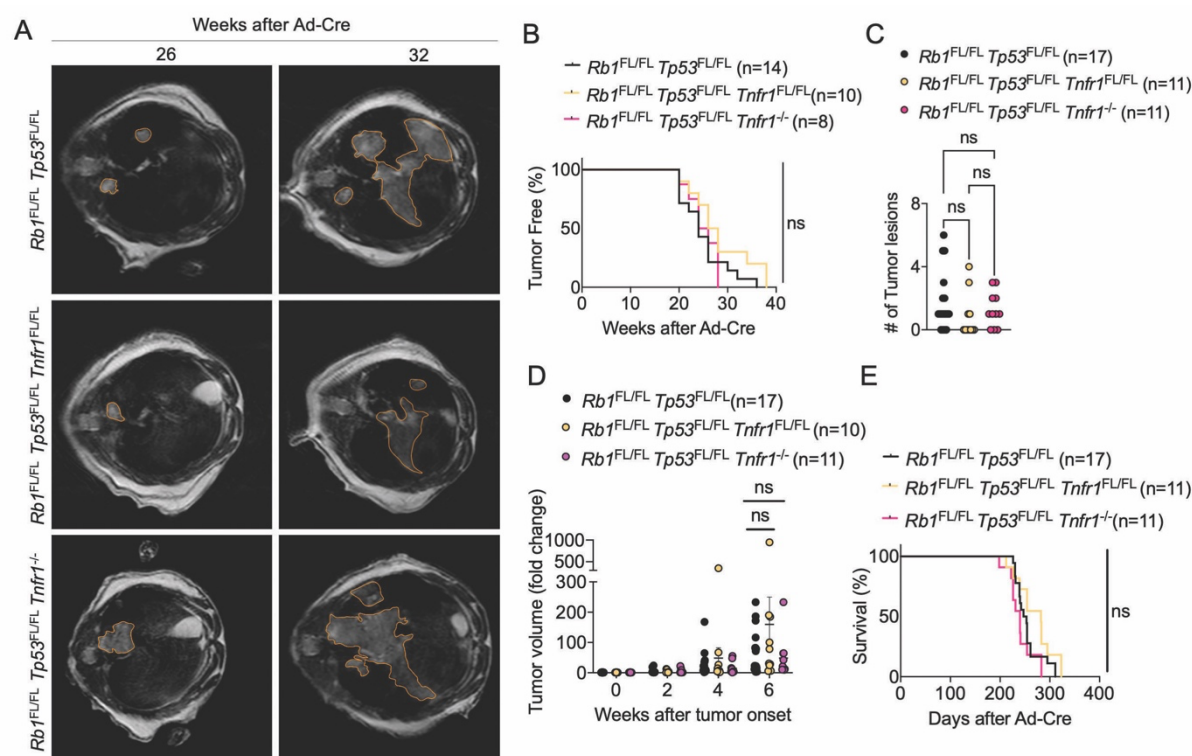 A
Weeks after Ad-Cre
26
32
Rb1FL/FL Tp53FL/FL
Rb1FL/FL Tp53FL/FL Tnfr1FL/FL
Rb1FL/FL Tp53FL/FL Tnfr1-/-
B
Rb1FL/FL Tp53FL/FL (n=14)
Rb1FL/FL Tp53FL/FL Tnfr1FL/FL(n=10)
Rb1FL/FL Tp53FL/FL Tnfr1-/- (n=8)
Tumor Free (%)
100
50
0
0 10 20 30 40
Weeks after Ad-Cre
ns
C
Rb1FL/FL Tp53FL/FL (n=17)
Rb1FL/FL Tp53FL/FL Tnfr1FL/FL (n=11)
Rb1FL/FL Tp53FL/FL Tnfr1-/- (n=11)
ns
ns
ns
# of Tumor lesions
8
4
0
D
Rb1FL/FL Tp53FL/FL(n=17)
Rb1FL/FL Tp53FL/FL Tnfr1FL/FL (n=10)
Rb1FL/FL Tp53FL/FL Tnfr1-/- (n=11)
ns
ns
Tumor volume (fold change)
1000
500
300
200
100
0
0 2 4 6
Weeks after tumor onset
E
Rb1FL/FL Tp53FL/FL (n=17)
Rb1FL/FL Tp53FL/FL Tnfr1FL/FL (n=11)
Rb1FL/FL Tp53FL/FL Tnfr1-/-(n=11)
Survival (%)
100
50
0
0 100 200 300 400
Days after Ad-Cre
ns